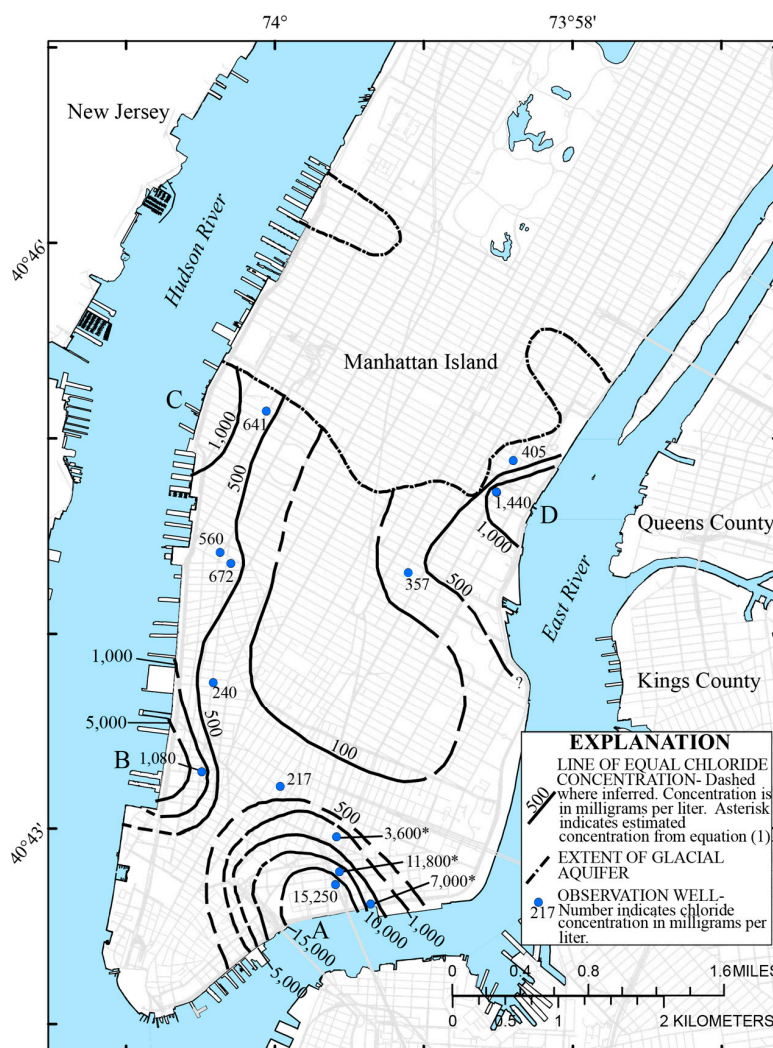 74°
73°58'
New Jersey
Hudson River
40°46'
Manhattan Island
C
1,000
641
405
500
1,440
D
1,000
Queens County
560
672
357
500
East River
1,000
?
Kings County
240
5,000
500
100
B
1,080
217
40°43'
500
3,600*
11,800*
15,250
7,000*
A
10,000
1,000
15,000
5,000
EXPLANATION
500
LINE OF EQUAL CHLORIDE
CONCENTRATION- Dashed
where inferred. Concentration is
in milligrams per liter. Asterisk
indicates estimated
concentration from equation (1).
EXTENT OF GLACIAL
AQUIFER
217
OBSERVATION WELL-
Number indicates chloride
concentration in milligrams per
liter.
0 0.4 0.8 1.6 MILES
0 0.5 1 2 KILOMETERS